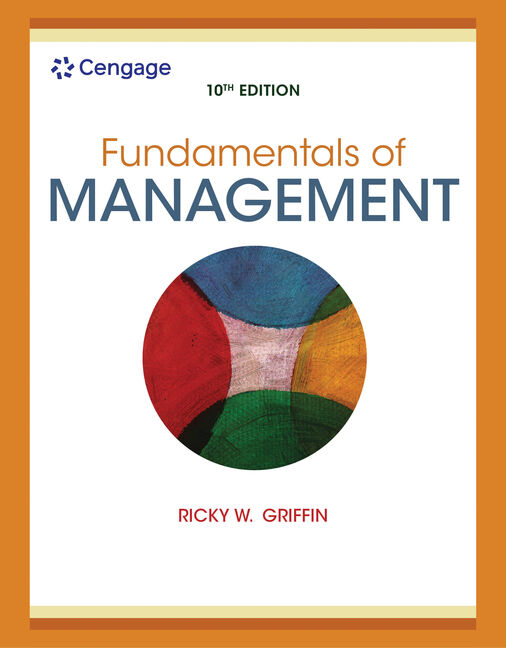 Cengage
10TH EDITION
Fundamentals of
MANAGEMENT
RICKY W. GRIFFIN